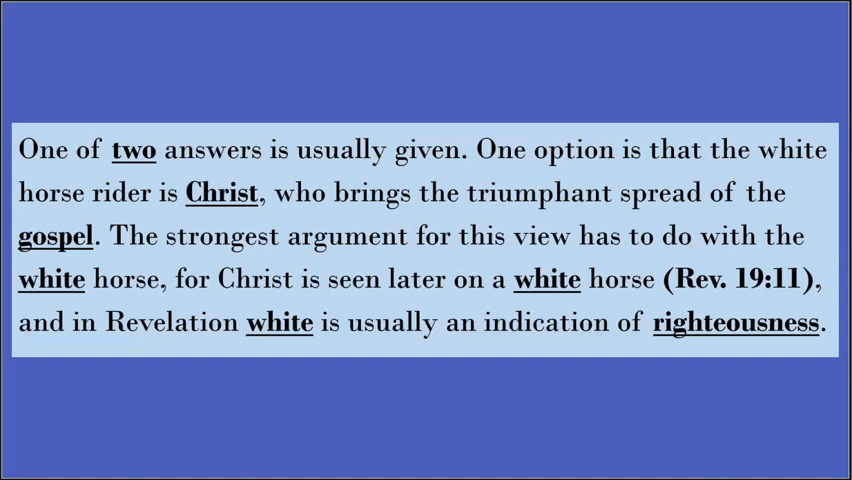 One of two answers is usually given. One option is that the white
horse rider is Christ, who brings the triumphant spread of the
gospel. The strongest argument for this view has to do with the
white horse, for Christ is seen later on a white horse (Rev. 19:11),
and in Revelation white is usually an indication of righteousness.